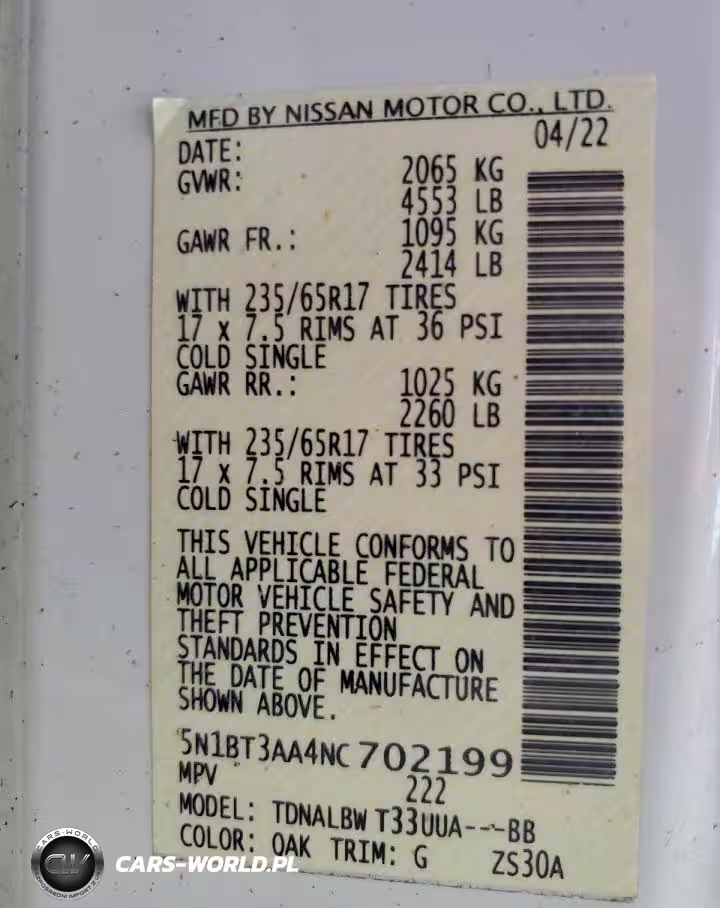 MFD BY NISSAN MOTOR CO., LTD.
DATE: 04/22
GVWR: 2065 KG
4553 LB
GAWR FR.: 1095 KG
2414 LB
WITH 235/65R17 TIRES
17 x 7.5 RIMS AT 36 PSI
COLD SINGLE
GAWR RR.: 1025 KG
2260 LB
WITH 235/65R17 TIRES
17 x 7.5 RIMS AT 33 PSI
COLD SINGLE
THIS VEHICLE CONFORMS TO
ALL APPLICABLE FEDERAL
MOTOR VEHICLE SAFETY AND
THEFT PREVENTION
STANDARDS IN EFFECT ON
THE DATE OF MANUFACTURE
SHOWN ABOVE.
5N1BT3AA4NC702199
MPV 222
MODEL: TDNALBW T33UUA---BB
COLOR: QAK TRIM: G ZS30A
CARS-WORLD
CW
CARS-WORLD.PL